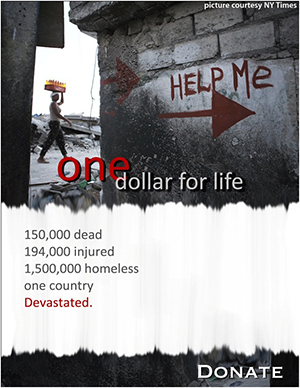 picture courtesy NY Times
HELP ME
one
dollar for life
150,000 dead
194,000 injured
1,500,000 homeless
one country
Devastated.
DONATE